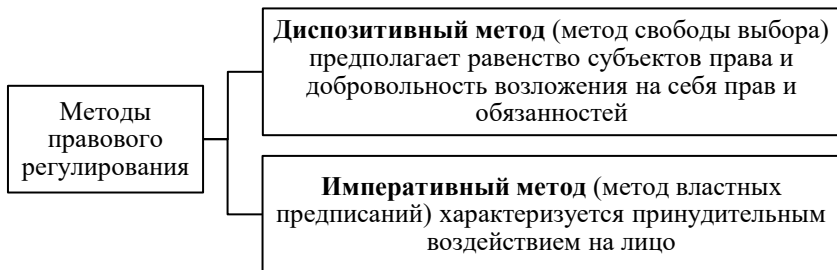 Методы
правового
регулирования
Диспозитивный метод (метод свободы выбора)
предполагает равенство субъектов права и
добровольность возложения на себя прав и
обязанностей
Императивный метод (метод властных
предписаний) характеризуется принудительным
воздействием на лицо